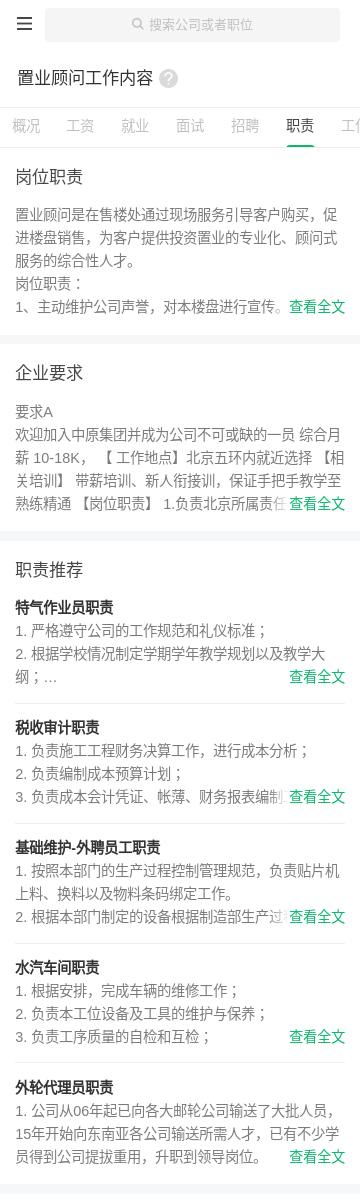 搜索公司或者职位
置业顾问工作内容
概况 工资 就业 面试 招聘 职责
岗位职责
置业顾问是在售楼处通过现场服务引导客户购买，促
进楼盘销售，为客户提供投资置业的专业化、顾问式
服务的综合性人才。
岗位职责：
1、主动维护公司声誉，对本楼盘进行宣传。查看全文
企业要求
要求A
欢迎加入中原集团并成为公司不可或缺的一员 综合月
薪 10-18K， 【 工作地点】北京五环内就近选择 【相
关培训】 带薪培训、新人衔接训，保证手把手教学至
熟练精通 【岗位职责】 1.负责北京所属责任 查看全文
职责推荐
特气作业员职责
1. 严格遵守公司的工作规范和礼仪标准；
2. 根据学校情况制定学期学年教学规划以及教学大
纲；... 查看全文
税收审计职责
1. 负责施工工程财务决算工作，进行成本分析；
2. 负责编制成本预算计划；
3. 负责成本会计凭证、帐薄、财务报表编制 查看全文
基础维护-外聘员工职责
1. 按照本部门的生产过程控制管理规范，负责贴片机
上料、换料以及物料条码绑定工作。
2. 根据本部门制定的设备根据制造部生产过 查看全文
水汽车间职责
1. 根据安排，完成车辆的维修工作；
2. 负责本工位设备及工具的维护与保养；
3. 负责工序质量的自检和互检； 查看全文
外轮代理员职责
1. 公司从06年起已向各大邮轮公司输送了大批人员，
15年开始向东南亚各公司输送所需人才，已有不少学
员得到公司提拔重用，升职到领导岗位。 查看全文